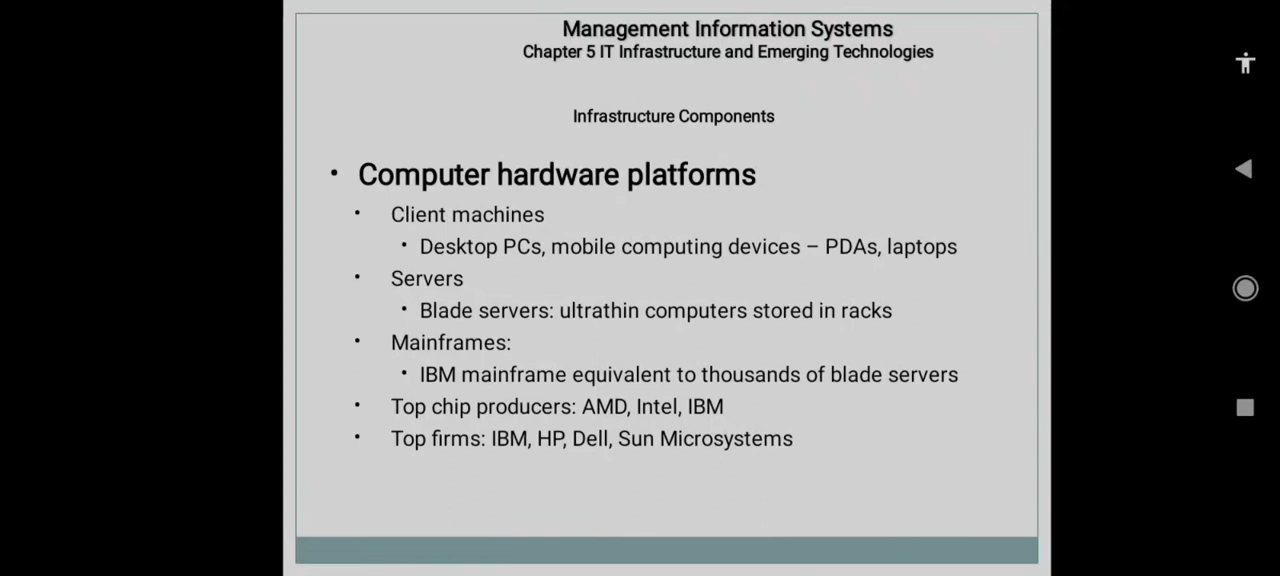 Management Information Systems
Chapter 5 IT Infrastructure and Emerging Technologies
Infrastructure Components
• Computer hardware platforms
• Client machines
• Desktop PCs, mobile computing devices – PDAs, laptops
• Servers
• Blade servers: ultrathin computers stored in racks
• Mainframes:
• IBM mainframe equivalent to thousands of blade servers
• Top chip producers: AMD, Intel, IBM
• Top firms: IBM, HP, Dell, Sun Microsystems